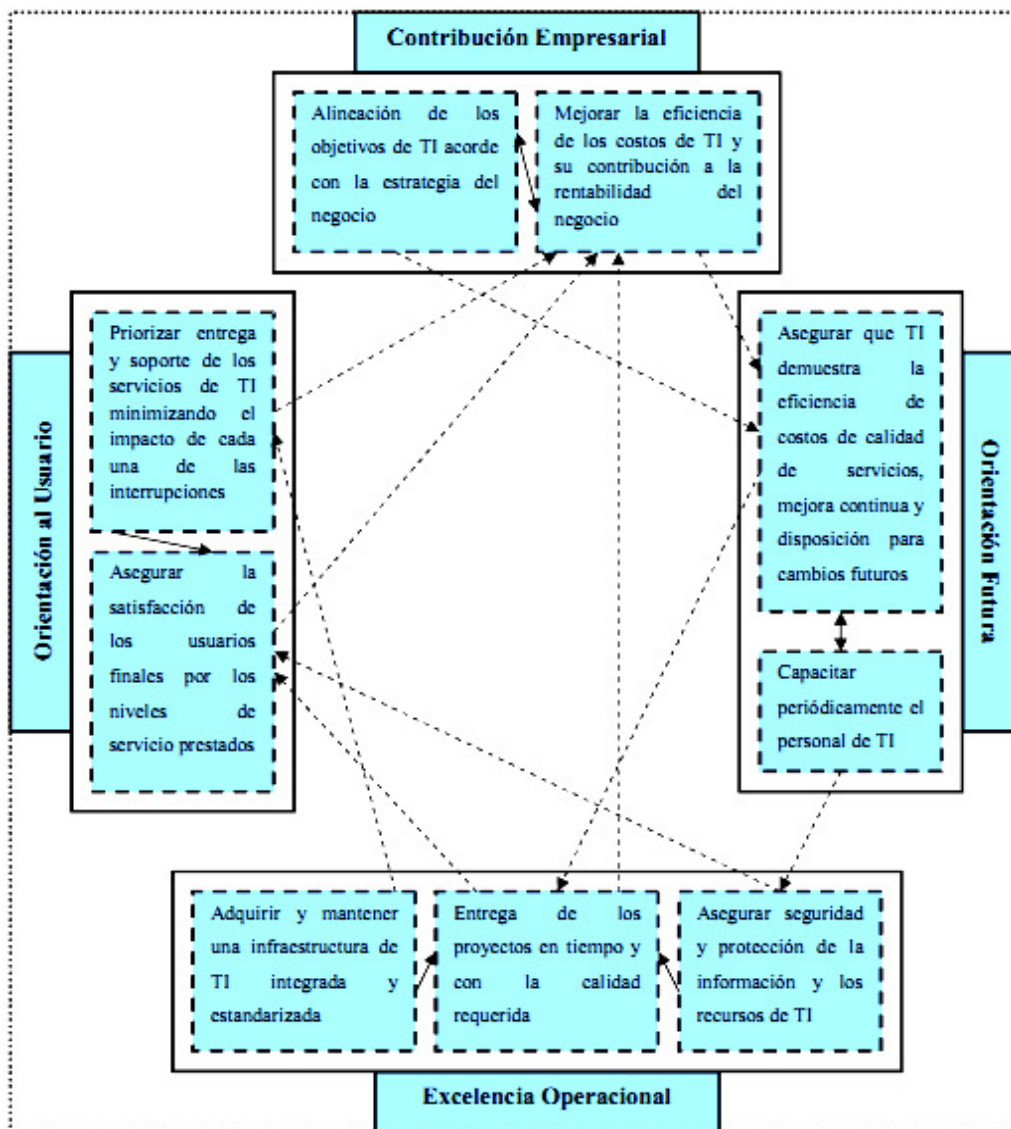 Contribución Empresarial
Alineación de los
objetivos de TI acorde
con la estrategia del
negocio
Mejorar la eficiencia
de los costos de TI y
su contribución a la
rentabilidad del
negocio
Orientación al Usuario
Priorizar entrega
y soporte de los
servicios de TI
minimizando el
impacto de cada
una de las
interrupciones
Asegurar la
satisfacción de
los usuarios
finales por los
niveles de
servicio prestados
Asegurar que TI
demuestra la
eficiencia de
costos de calidad
de servicios,
mejora continua y
disposición para
cambios futuros
Capacitar
periódicamente el
personal de TI
Orientación Futura
Adquirir y mantener
una infraestructura de
TI integrada y
estandarizada
Entrega de los
proyectos en tiempo y
con la calidad
requerida
Asegurar seguridad
y protección de la
información y los
recursos de TI
Excelencia Operacional